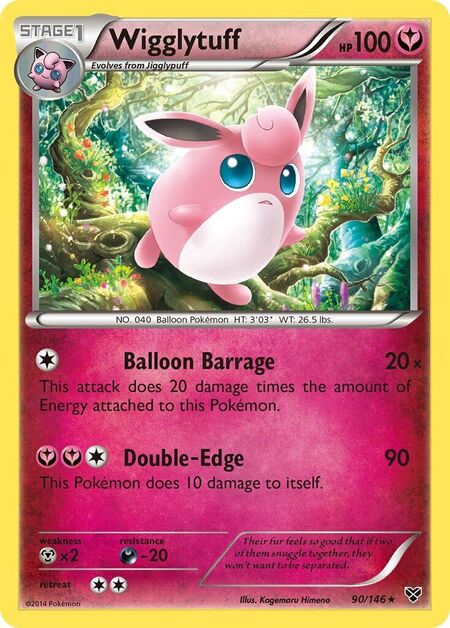 STAGE1
Wigglytuff
HP100
Evolves from Jigglypuff
NO. 040 Balloon Pokémon HT: 3'03" WT: 26.5 lbs.
Balloon Barrage 20×
This attack does 20 damage times the amount of
Energy attached to this Pokémon.
Double-Edge 90
This Pokémon does 10 damage to itself.
weakness resistance
×2 -20
retreat
Their fur feels so good that if two
of them snuggle together, they
won't want to be separated.
©2014 Pokémon Illus. Kagemaru Himeno 90/146★
XY